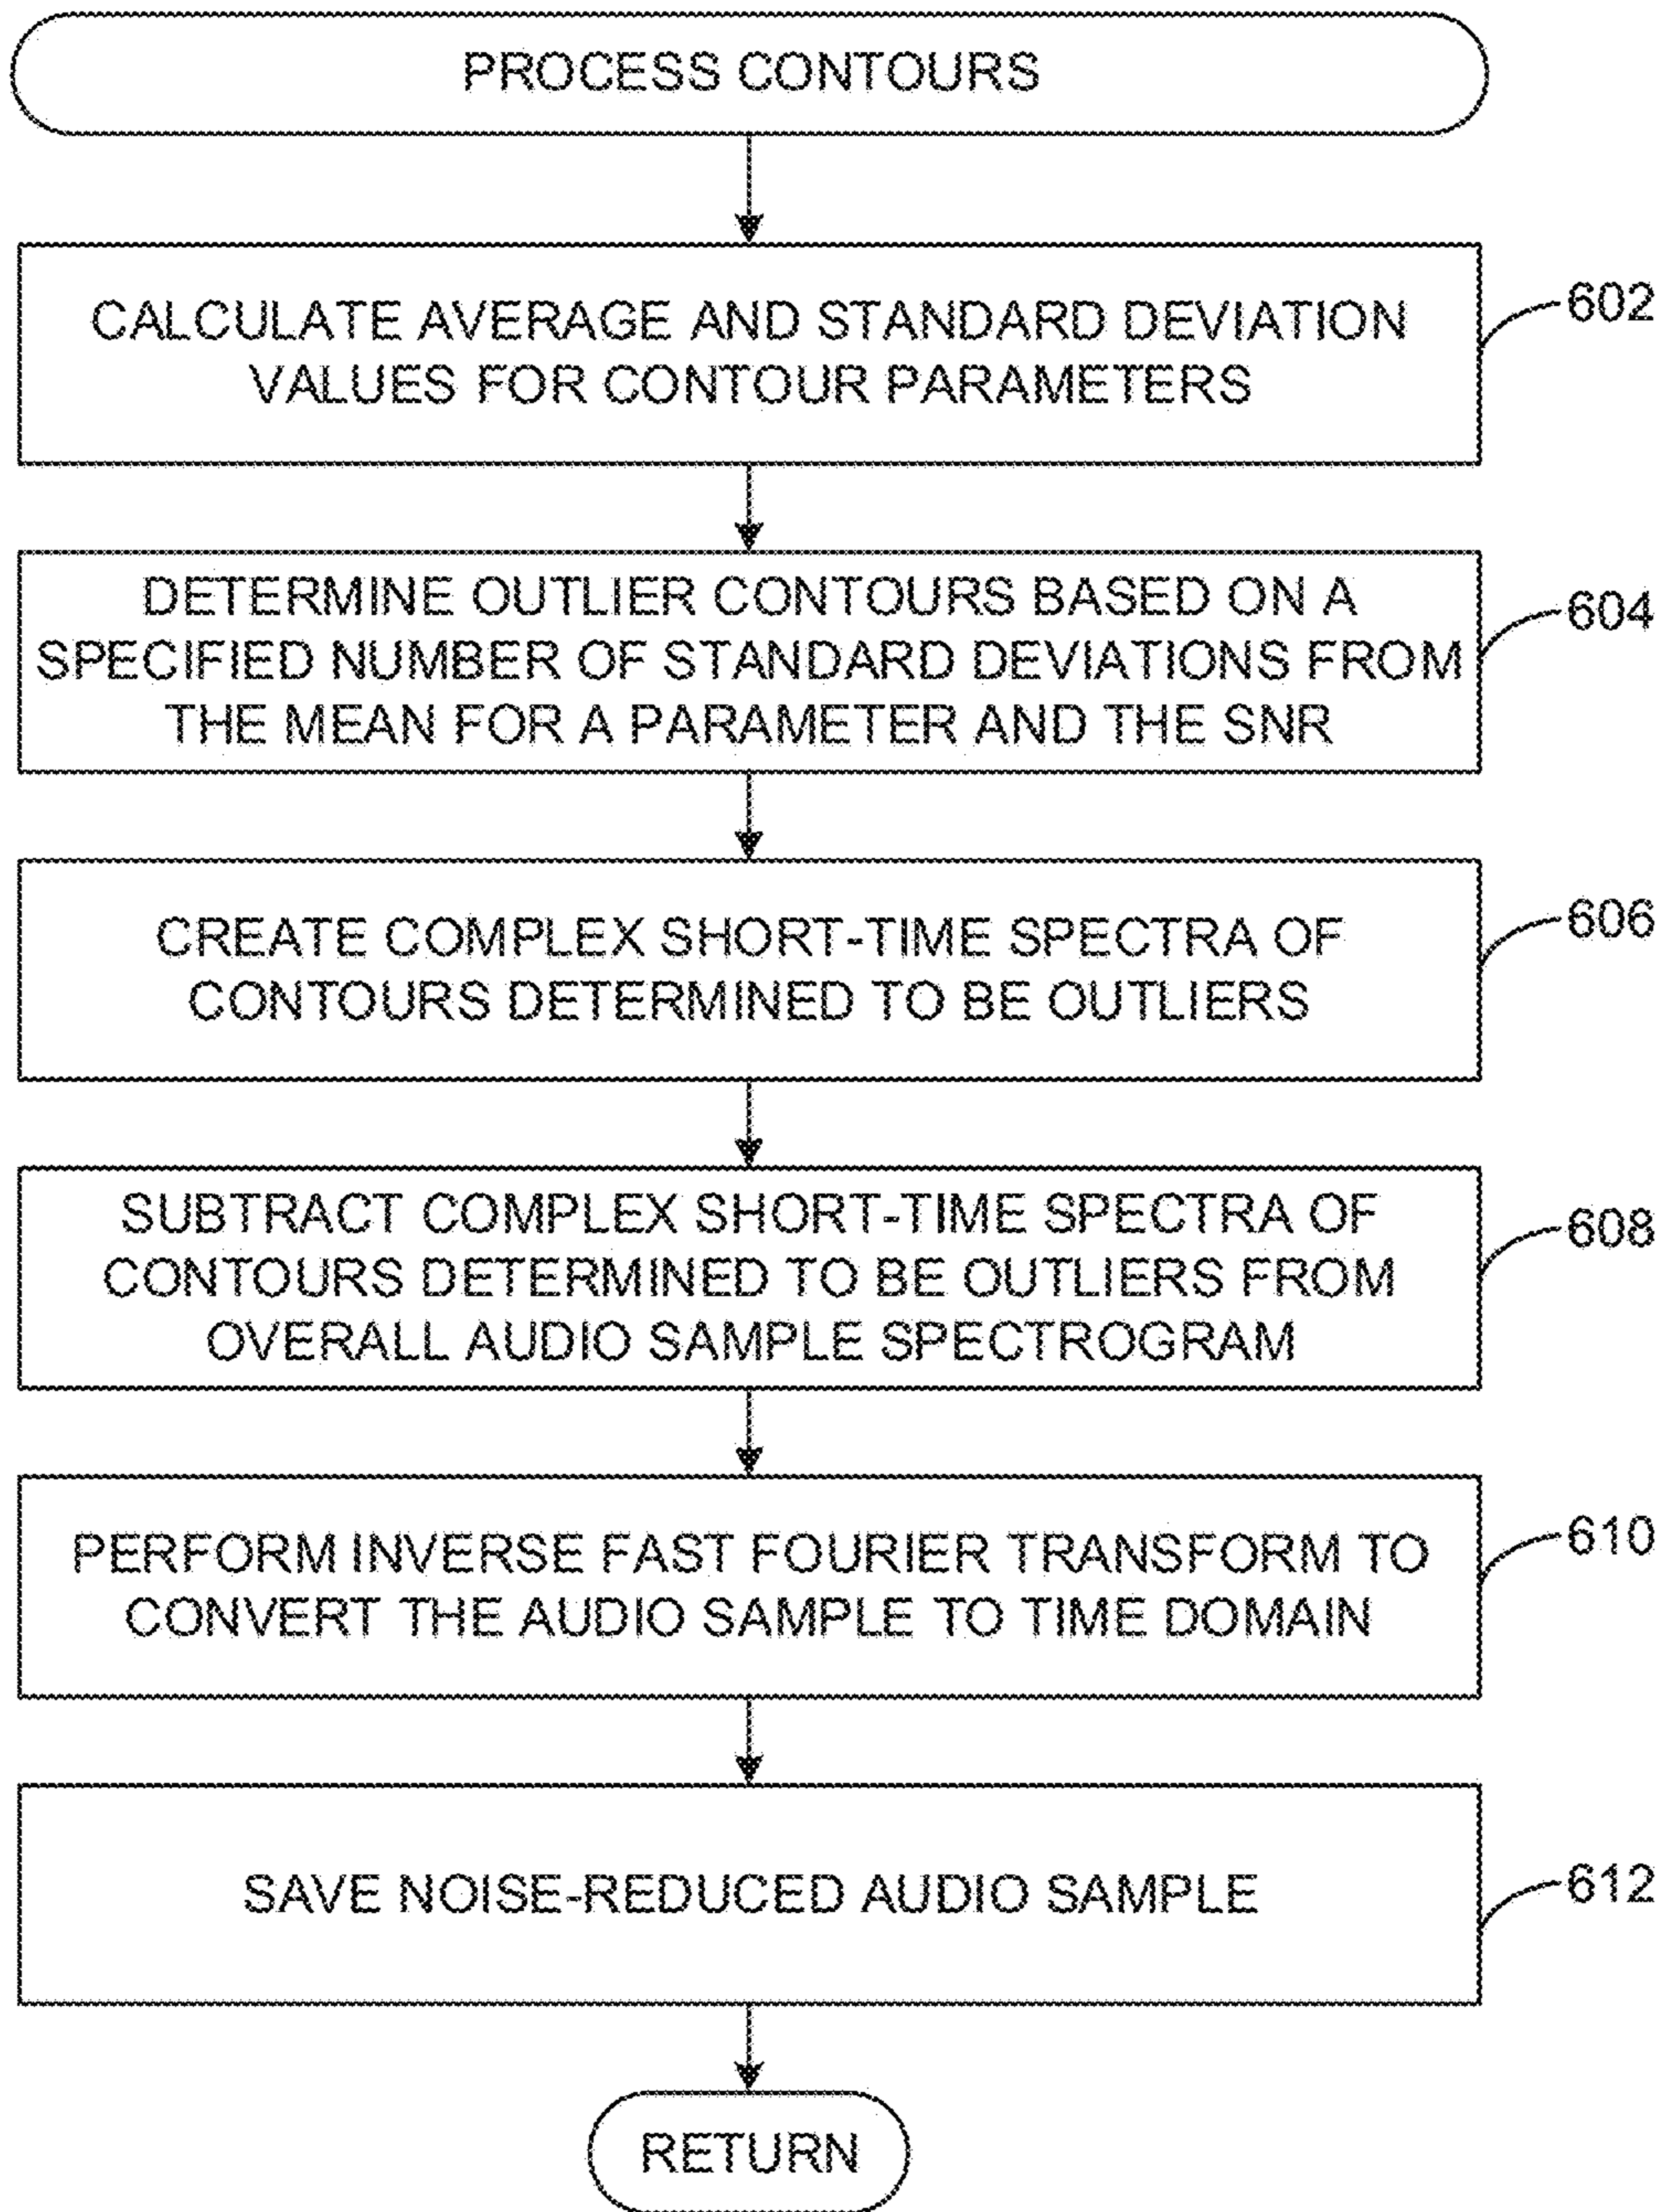 PROCESS CONTOURS
CALCULATE AVERAGE AND STANDARD DEVIATION
VALUES FOR CONTOUR PARAMETERS
602
DETERMINE OUTLIER CONTOURS BASED ON A
SPECIFIED NUMBER OF STANDARD DEVIATIONS FROM
THE MEAN FOR A PARAMETER AND THE SNR
604
CREATE COMPLEX SHORT-TIME SPECTRA OF
CONTOURS DETERMINED TO BE OUTLIERS
606
SUBTRACT COMPLEX SHORT-TIME SPECTRA OF
CONTOURS DETERMINED TO BE OUTLIERS FROM
OVERALL AUDIO SAMPLE SPECTROGRAM
608
PERFORM INVERSE FAST FOURIER TRANSFORM TO
CONVERT THE AUDIO SAMPLE TO TIME DOMAIN
610
SAVE NOISE-REDUCED AUDIO SAMPLE
612
RETURN